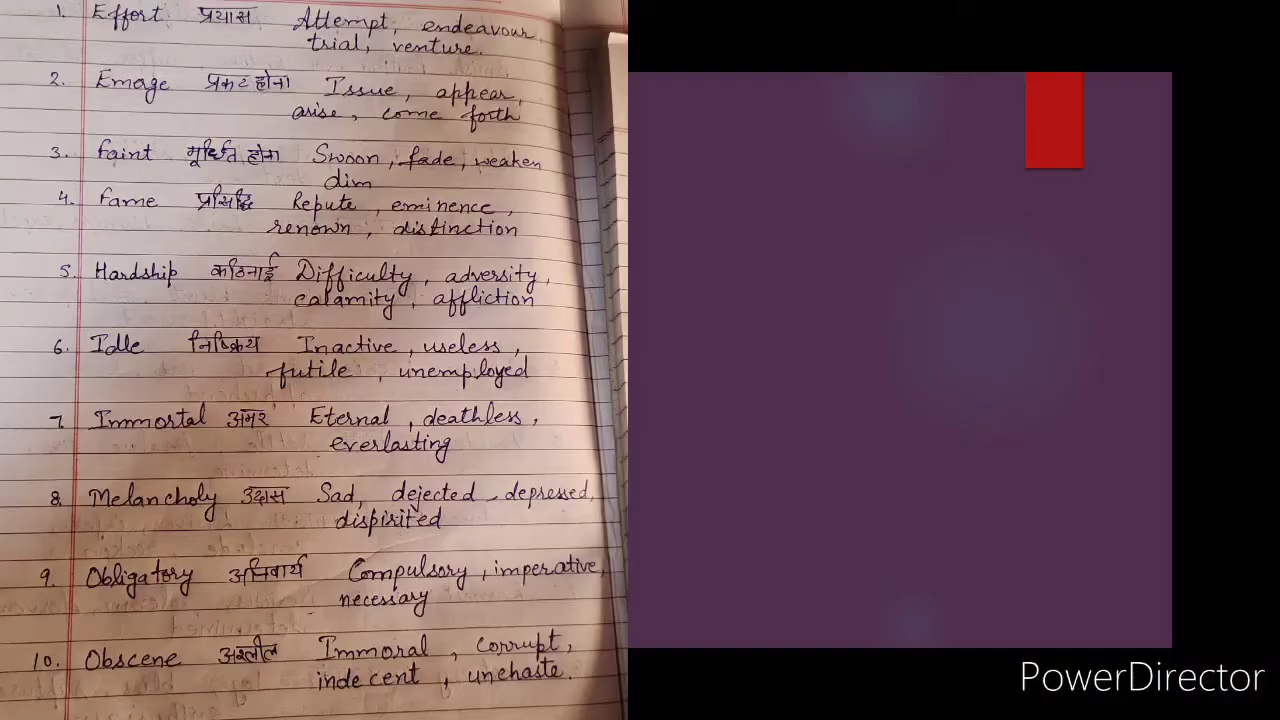 1. Effort प्रयास Attempt, endeavour,
trial, venture.
2. Emage प्रकट होना Issue, appear,
arise, come forth
3. Faint मूर्छित होना Swoon, fade, weaken
dim
4. Fame प्रसिद्धि Repute, eminence,
renown, distinction
5. Hardship कठिनाई Difficulty, adversity,
calamity, affliction
6. Idle निष्क्रिय Inactive, useless,
futile, unemployed
7. Immortal अमर Eternal, deathless,
everlasting
8. Melancholy उदास Sad, dejected, depressed,
dispirited
9. Obligatory अनिवार्य Compulsory, imperative,
necessary
10. Obscene अश्लील Immoral, corrupt,
indecent, unchaste.
PowerDirector